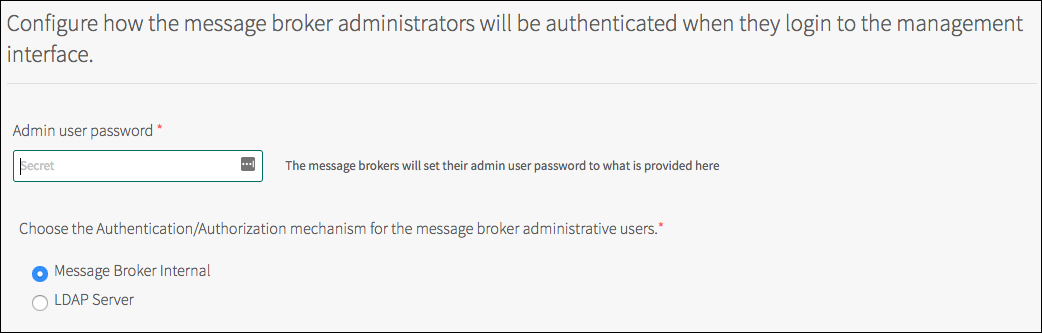 Configure how the message broker administrators will be authenticated when they login to the management
interface.
Admin user password *
Secret
The message brokers will set their admin user password to what is provided here
Choose the Authentication/Authorization mechanism for the message broker administrative users.*
Message Broker Internal
LDAP Server